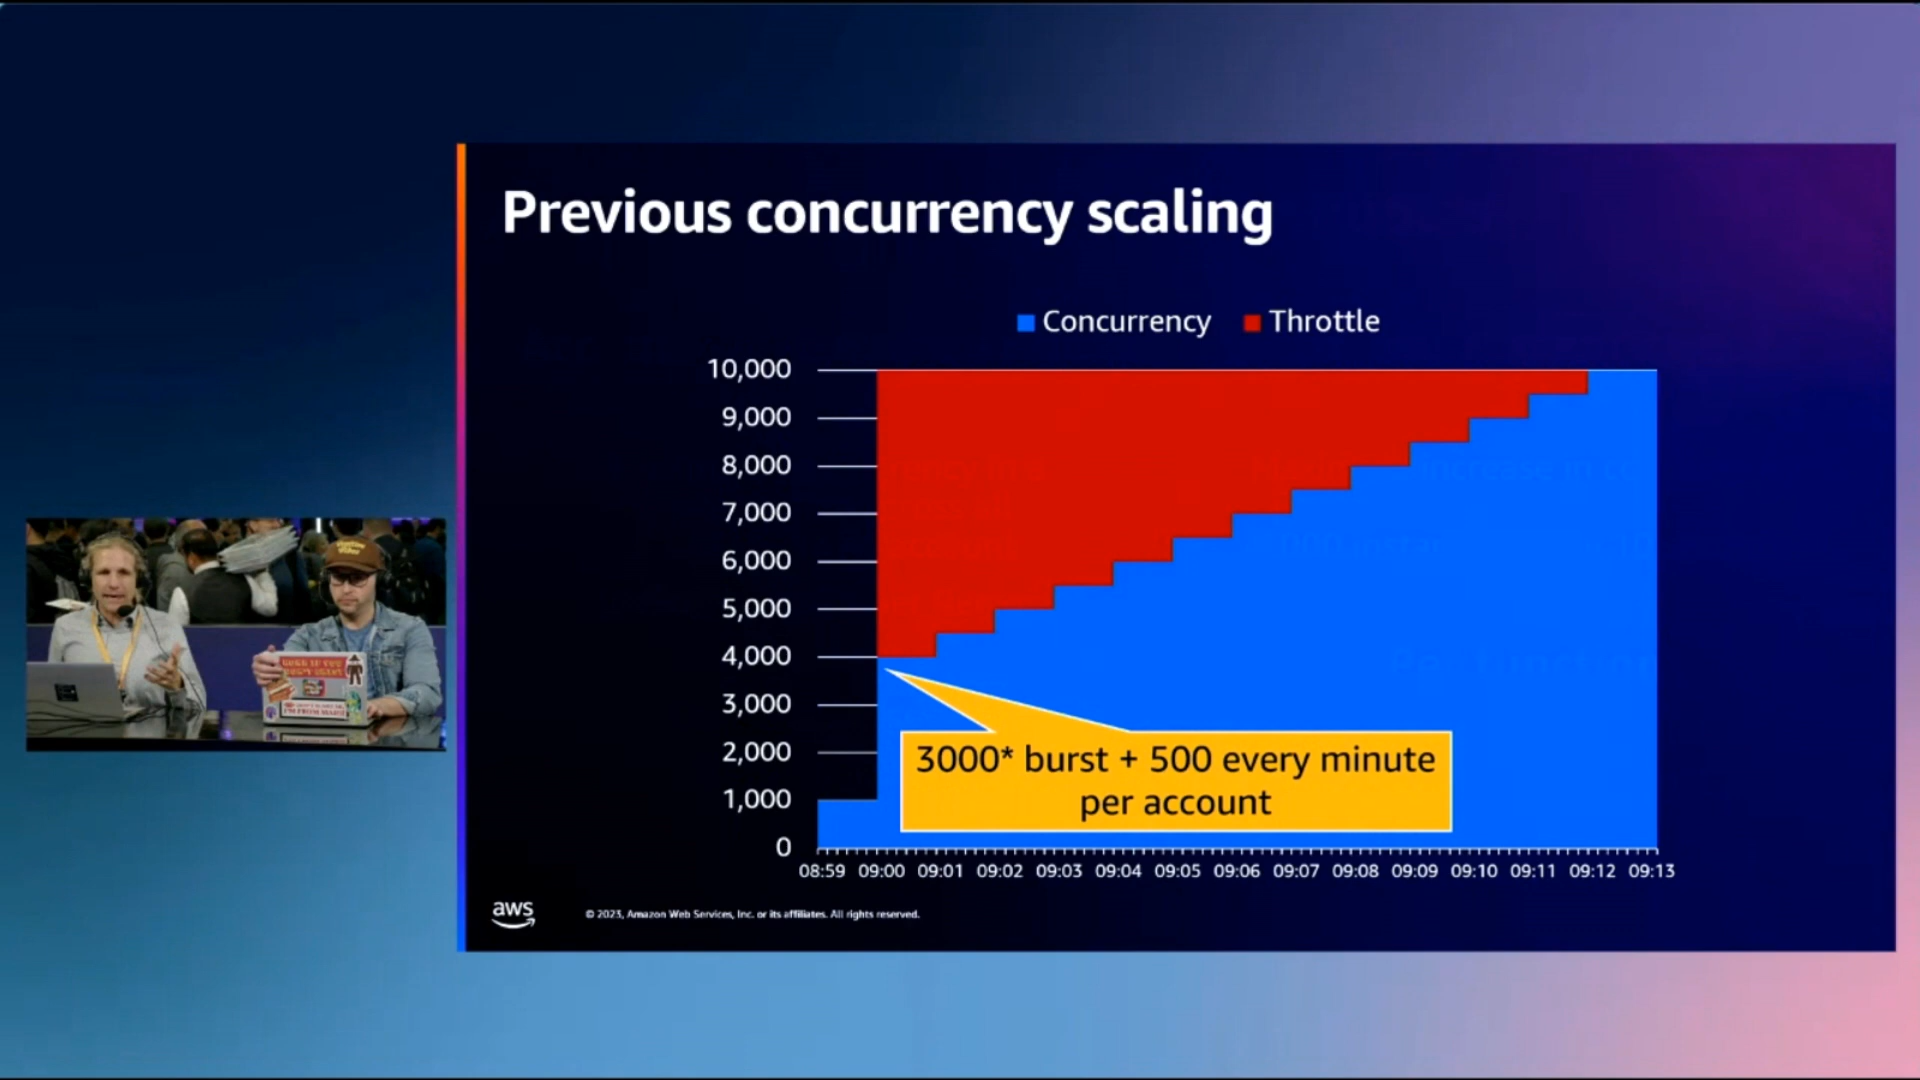 Previous concurrency scaling
Concurrency Throttle
10,000
9,000
8,000
7,000
6,000
5,000
4,000
3,000
2,000
1,000
0
3000* burst + 500 every minute
per account
08:59 09:00 09:01 09:02 09:03 09:04 09:05 09:06 09:07 09:08 09:09 09:10 09:11 09:12 09:13
aws
© 2023, Amazon Web Services, Inc. or its affiliates. All rights reserved.